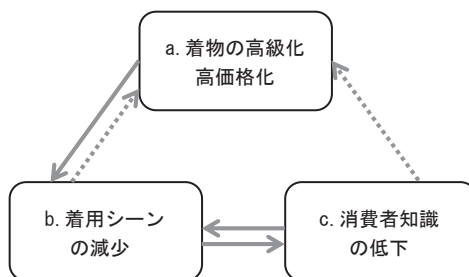 a. 着物の高級化
高価格化
b. 着用シーン
の減少
c. 消費者知識
の低下